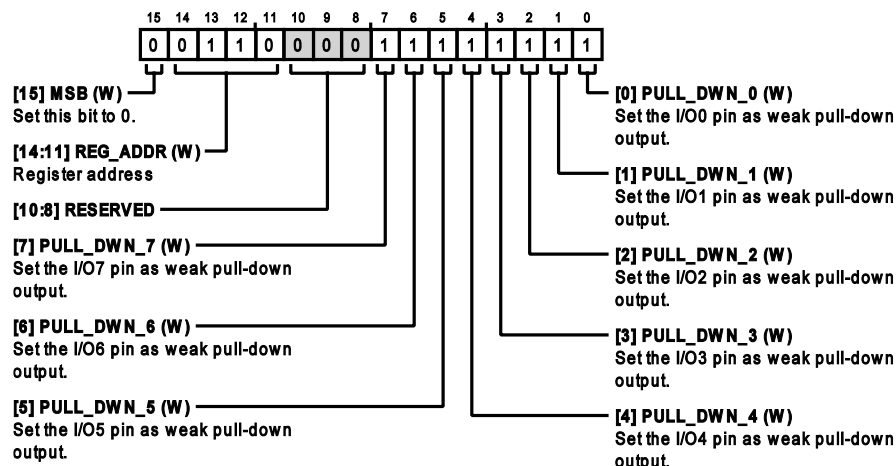 15 14 13 12 11 10 9 8 7 6 5 4 3 2 1 0
0 0 1 1 0 0 0 0 1 1 1 1 1 1 1 1
[15] MSB (W)
Set this bit to 0.
[14:11] REG_ADDR (W)
Register address
[10:8] RESERVED
[7] PULL_DWN_7 (W)
Set the I/O7 pin as weak pull-down
output.
[6] PULL_DWN_6 (W)
Set the I/O6 pin as weak pull-down
output.
[5] PULL_DWN_5 (W)
Set the I/O5 pin as weak pull-down
output.
[0] PULL_DWN_0 (W)
Set the I/O0 pin as weak pull-down
output.
[1] PULL_DWN_1 (W)
Set the I/O1 pin as weak pull-down
output.
[2] PULL_DWN_2 (W)
Set the I/O2 pin as weak pull-down
output.
[3] PULL_DWN_3 (W)
Set the I/O3 pin as weak pull-down
output.
[4] PULL_DWN_4 (W)
Set the I/O4 pin as weak pull-down
output.